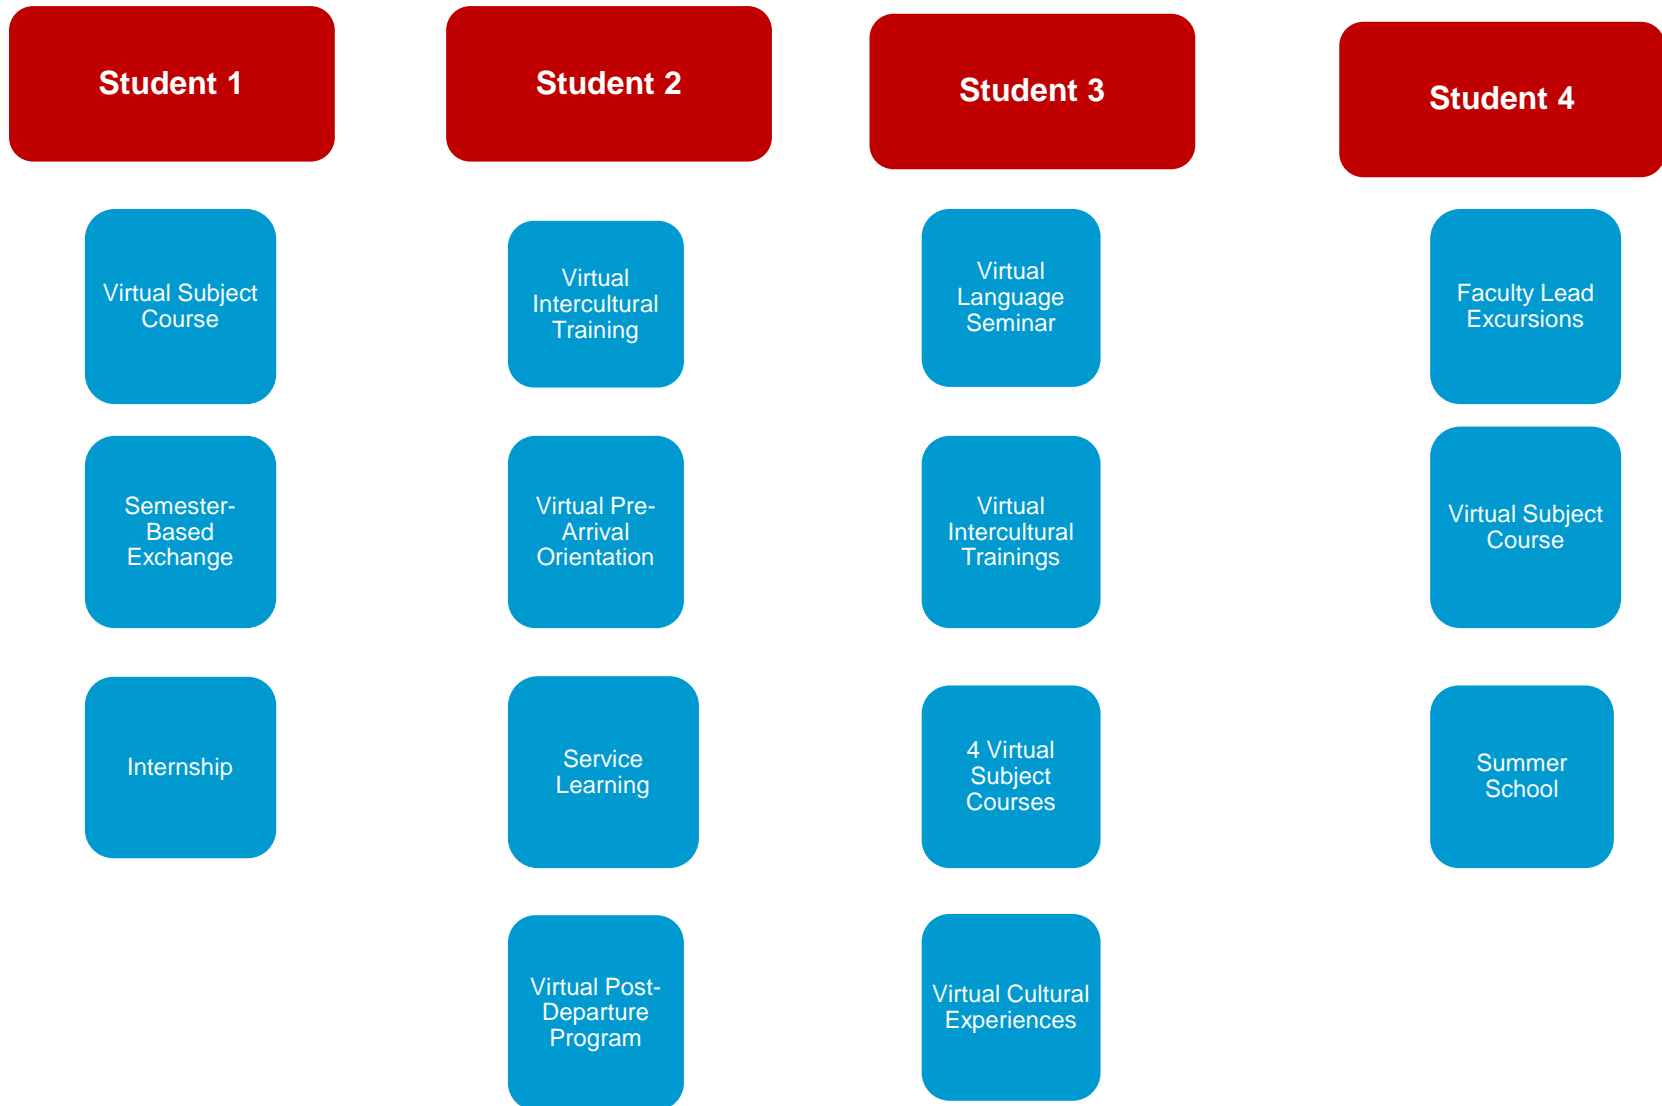 Student 1
Student 2
Student 3
Student 4
Virtual Subject
Course
Virtual
Intercultural
Training
Virtual
Language
Seminar
Faculty Lead
Excursions
Semester-
Based
Exchange
Virtual Pre-
Arrival
Orientation
Virtual
Intercultural
Trainings
Virtual Subject
Course
Internship
Service
Learning
4 Virtual
Subject
Courses
Summer
School
Virtual Post-
Departure
Program
Virtual Cultural
Experiences